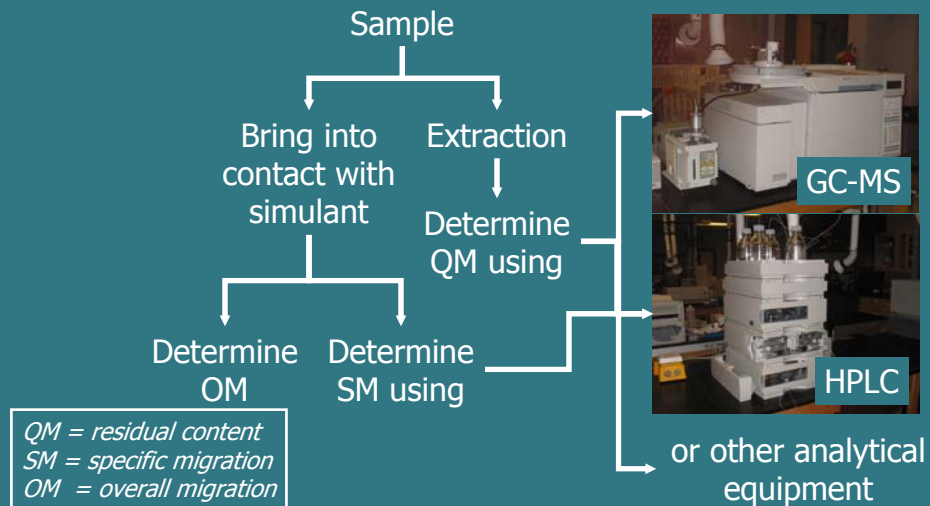 Sample
Bring into
contact with
simulant
Extraction
Determine
QM using
Determine
OM
Determine
SM using
GC-MS
HPLC
or other analytical
equipment
QM = residual content
SM = specific migration
OM = overall migration